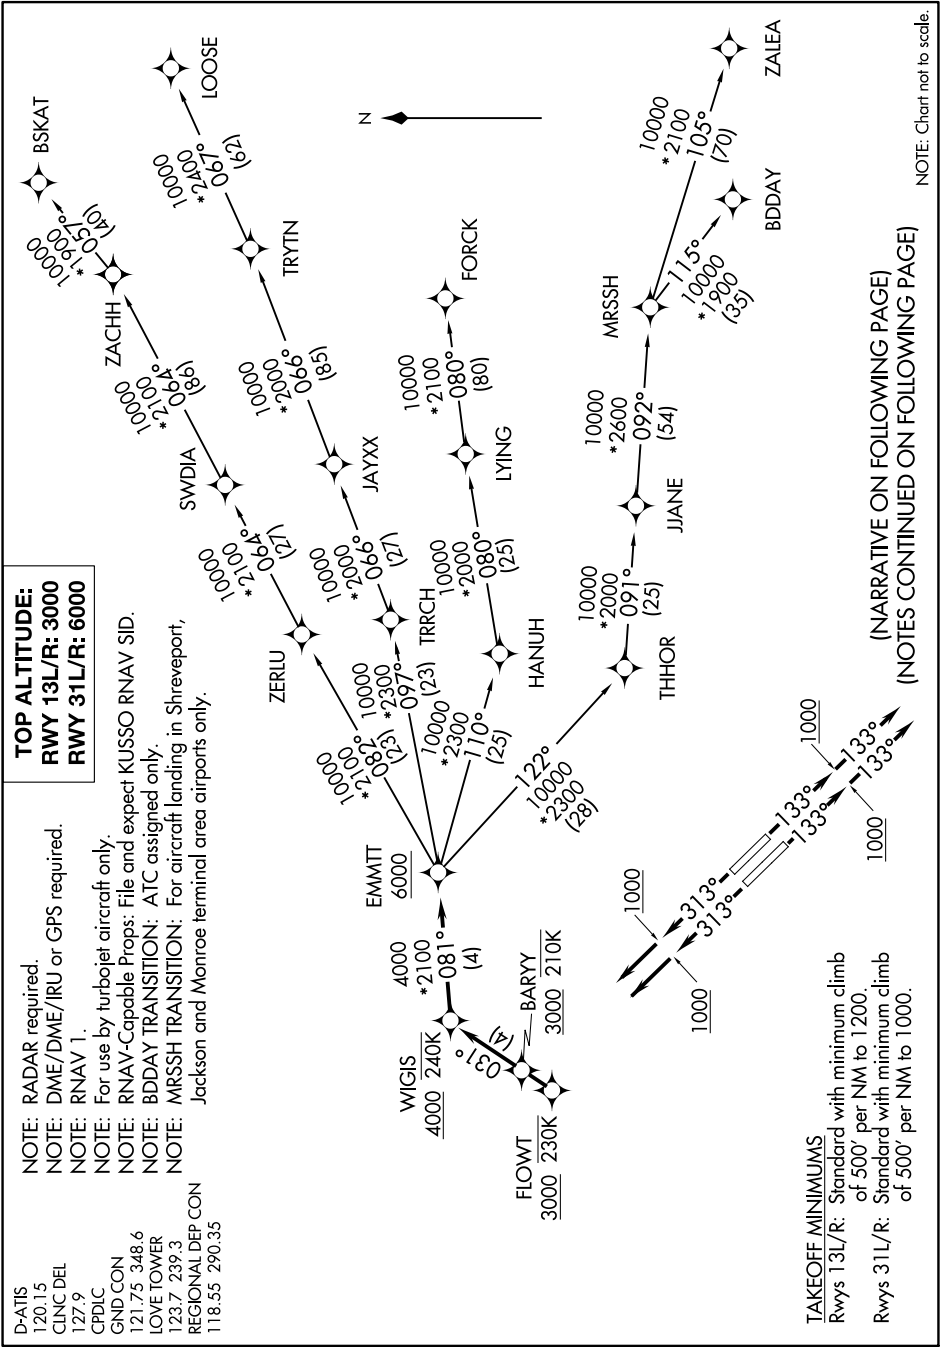 D-ATIS
120.15
CLNC DEL
127.9
CPDLC
GND CON
121.75 348.6
LOVE TOWER
123.7 239.3
REGIONAL DEP CON
118.55 290.35
NOTE: RADAR required.
NOTE: DME/DME/IRU or GPS required.
NOTE: RNAV 1.
NOTE: For use by turbojet aircraft only.
NOTE: RNAV-Capable Props: File and expect KUSSO RNAV SID.
NOTE: BDDAY TRANSITION: ATC assigned only.
NOTE: MRSSH TRANSITION: For aircraft landing in Shreveport,
Jackson and Monroe terminal area airports only.
TOP ALTITUDE:
RWY 13L/R: 3000
RWY 31L/R: 6000
BSKAT
10000
*1900
057°
(40)
ZACHH
10000
*2100
064°
(86)
SWDIA
10000
*2100
064°
(27)
ZERLU
10000
*2100
082°
(23)
LOOSE
10000
*2400
067°
(62)
TRYTN
10000
*2000
066°
(85)
JAYXX
10000
*2000
066°
(27)
TRRCH
10000
*2300
097°
(23)
N
FORCK
10000
*2100
080°
(80)
LYING
10000
*2000
080°
(25)
HANUH
10000
*2300
110°
(25)
ZALEA
10000
*2100
105°
(70)
BDDAY
115°
10000
*1900
(35)
MRSSH
10000
*2600
092°
(54)
JJANE
10000
*2000
091°
(25)
THHOR
122°
10000
*2300
(28)
EMMTT
6000
4000
*2100
081°
(4)
WIGIS
4000 240K
031°
(4)
BARYY
3000 210K
FLOWT
3000 230K
1000
1000
313°
313°
133°
133°
133°
133°
1000
1000
TAKEOFF MINIMUMS
Rwys 13L/R: Standard with minimum climb
of 500' per NM to 1200.
Rwys 31L/R: Standard with minimum climb
of 500' per NM to 1000.
(NARRATIVE ON FOLLOWING PAGE)
(NOTES CONTINUED ON FOLLOWING PAGE)
NOTE: Chart not to scale.